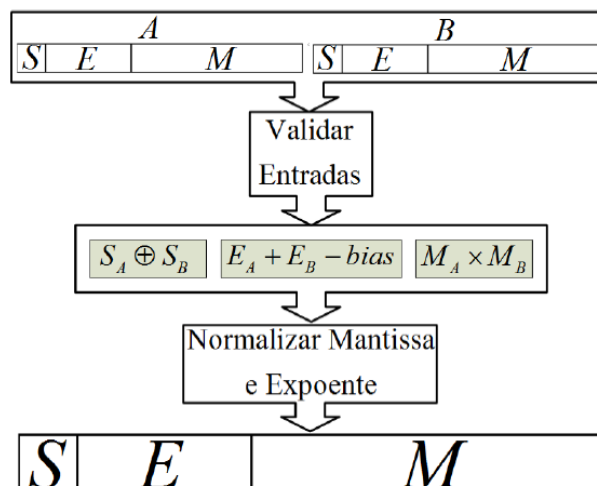 A B
S E M S E M
Validar
Entradas
S_A ⊕ S_B E_A + E_B − bias M_A × M_B
Normalizar Mantissa
e Expoente
S E M